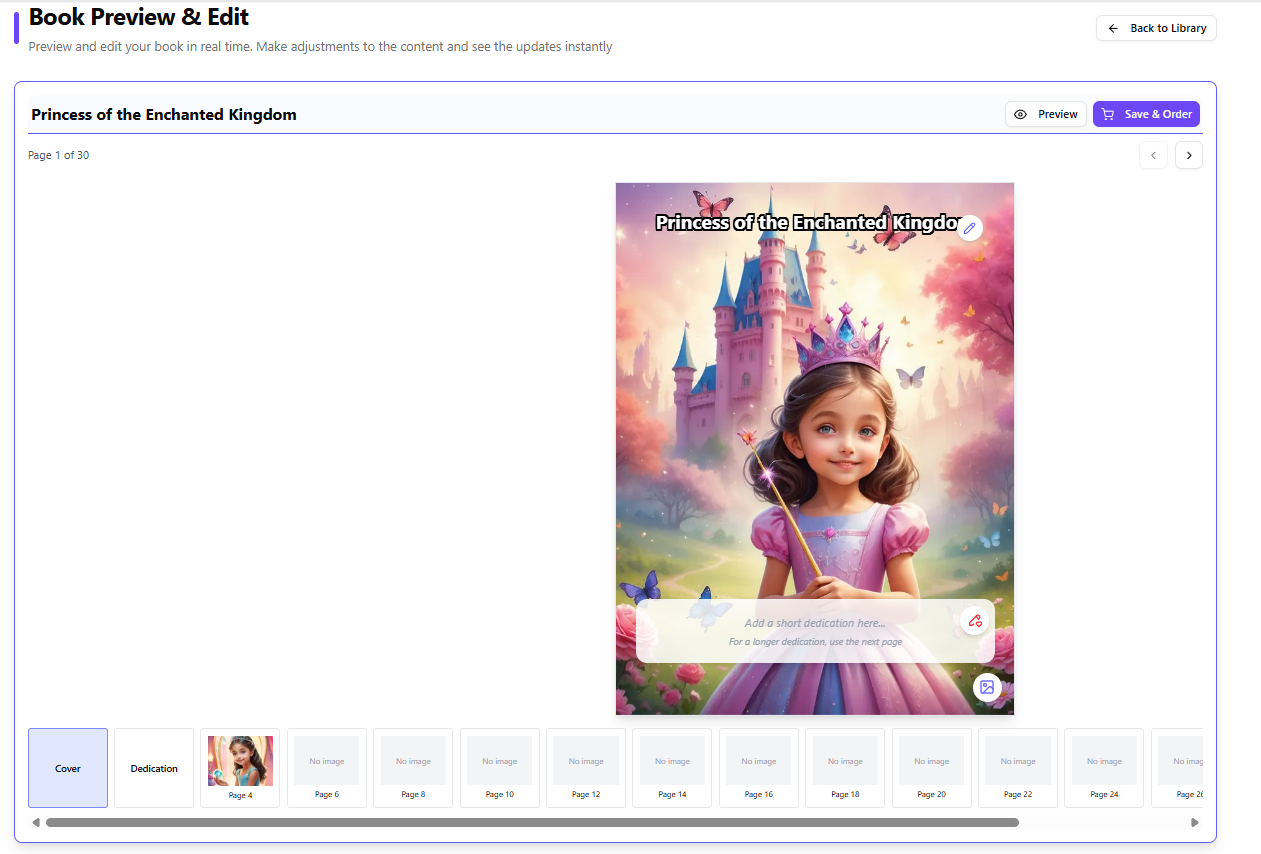 Book Preview & Edit
Preview and edit your book in real time. Make adjustments to the content and see the updates instantly
Back to Library
Princess of the Enchanted Kingdom
Preview
Save & Order
Page 1 of 30
Princess of the Enchanted Kingdo
Add a short dedication here...
For a longer dedication, use the next page
Cover
Dedication
Page 4
No image
Page 6
No image
Page 8
No image
Page 10
No image
Page 12
No image
Page 14
No image
Page 16
No image
Page 18
No image
Page 20
No image
Page 22
No image
Page 24
No imag
Page 26